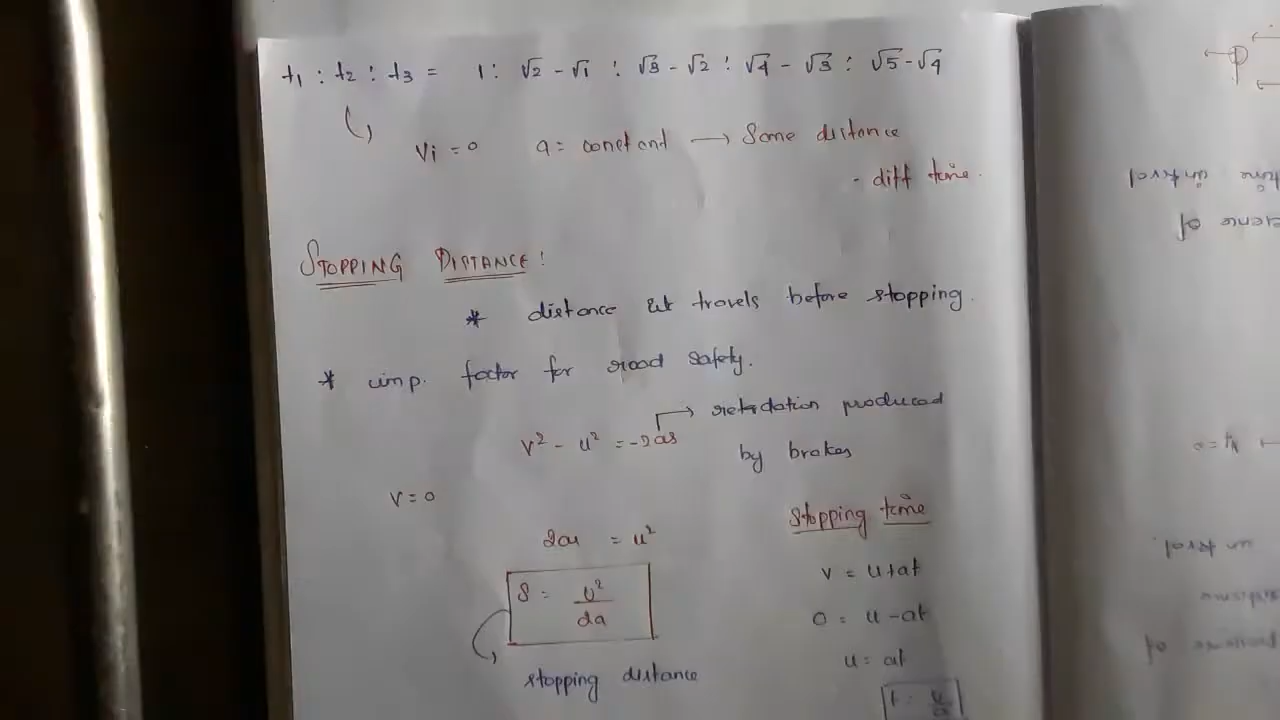 t₁ : t₂ : t₃ = 1 : √2 - √1 : √3 - √2 : √4 - √3 : √5 - √4
Vi = 0 a = constant → Same distance
- diff time.
STOPPING DISTANCE :
* distance it travels before stopping.
* imp. factor for road safety.
v² - u² = -2as → retardation produced
by brakes
v = 0
2as = u²
S = u²/2a
stopping distance
Stopping time
v = u + at
0 = u - at
u = at
t = u/a